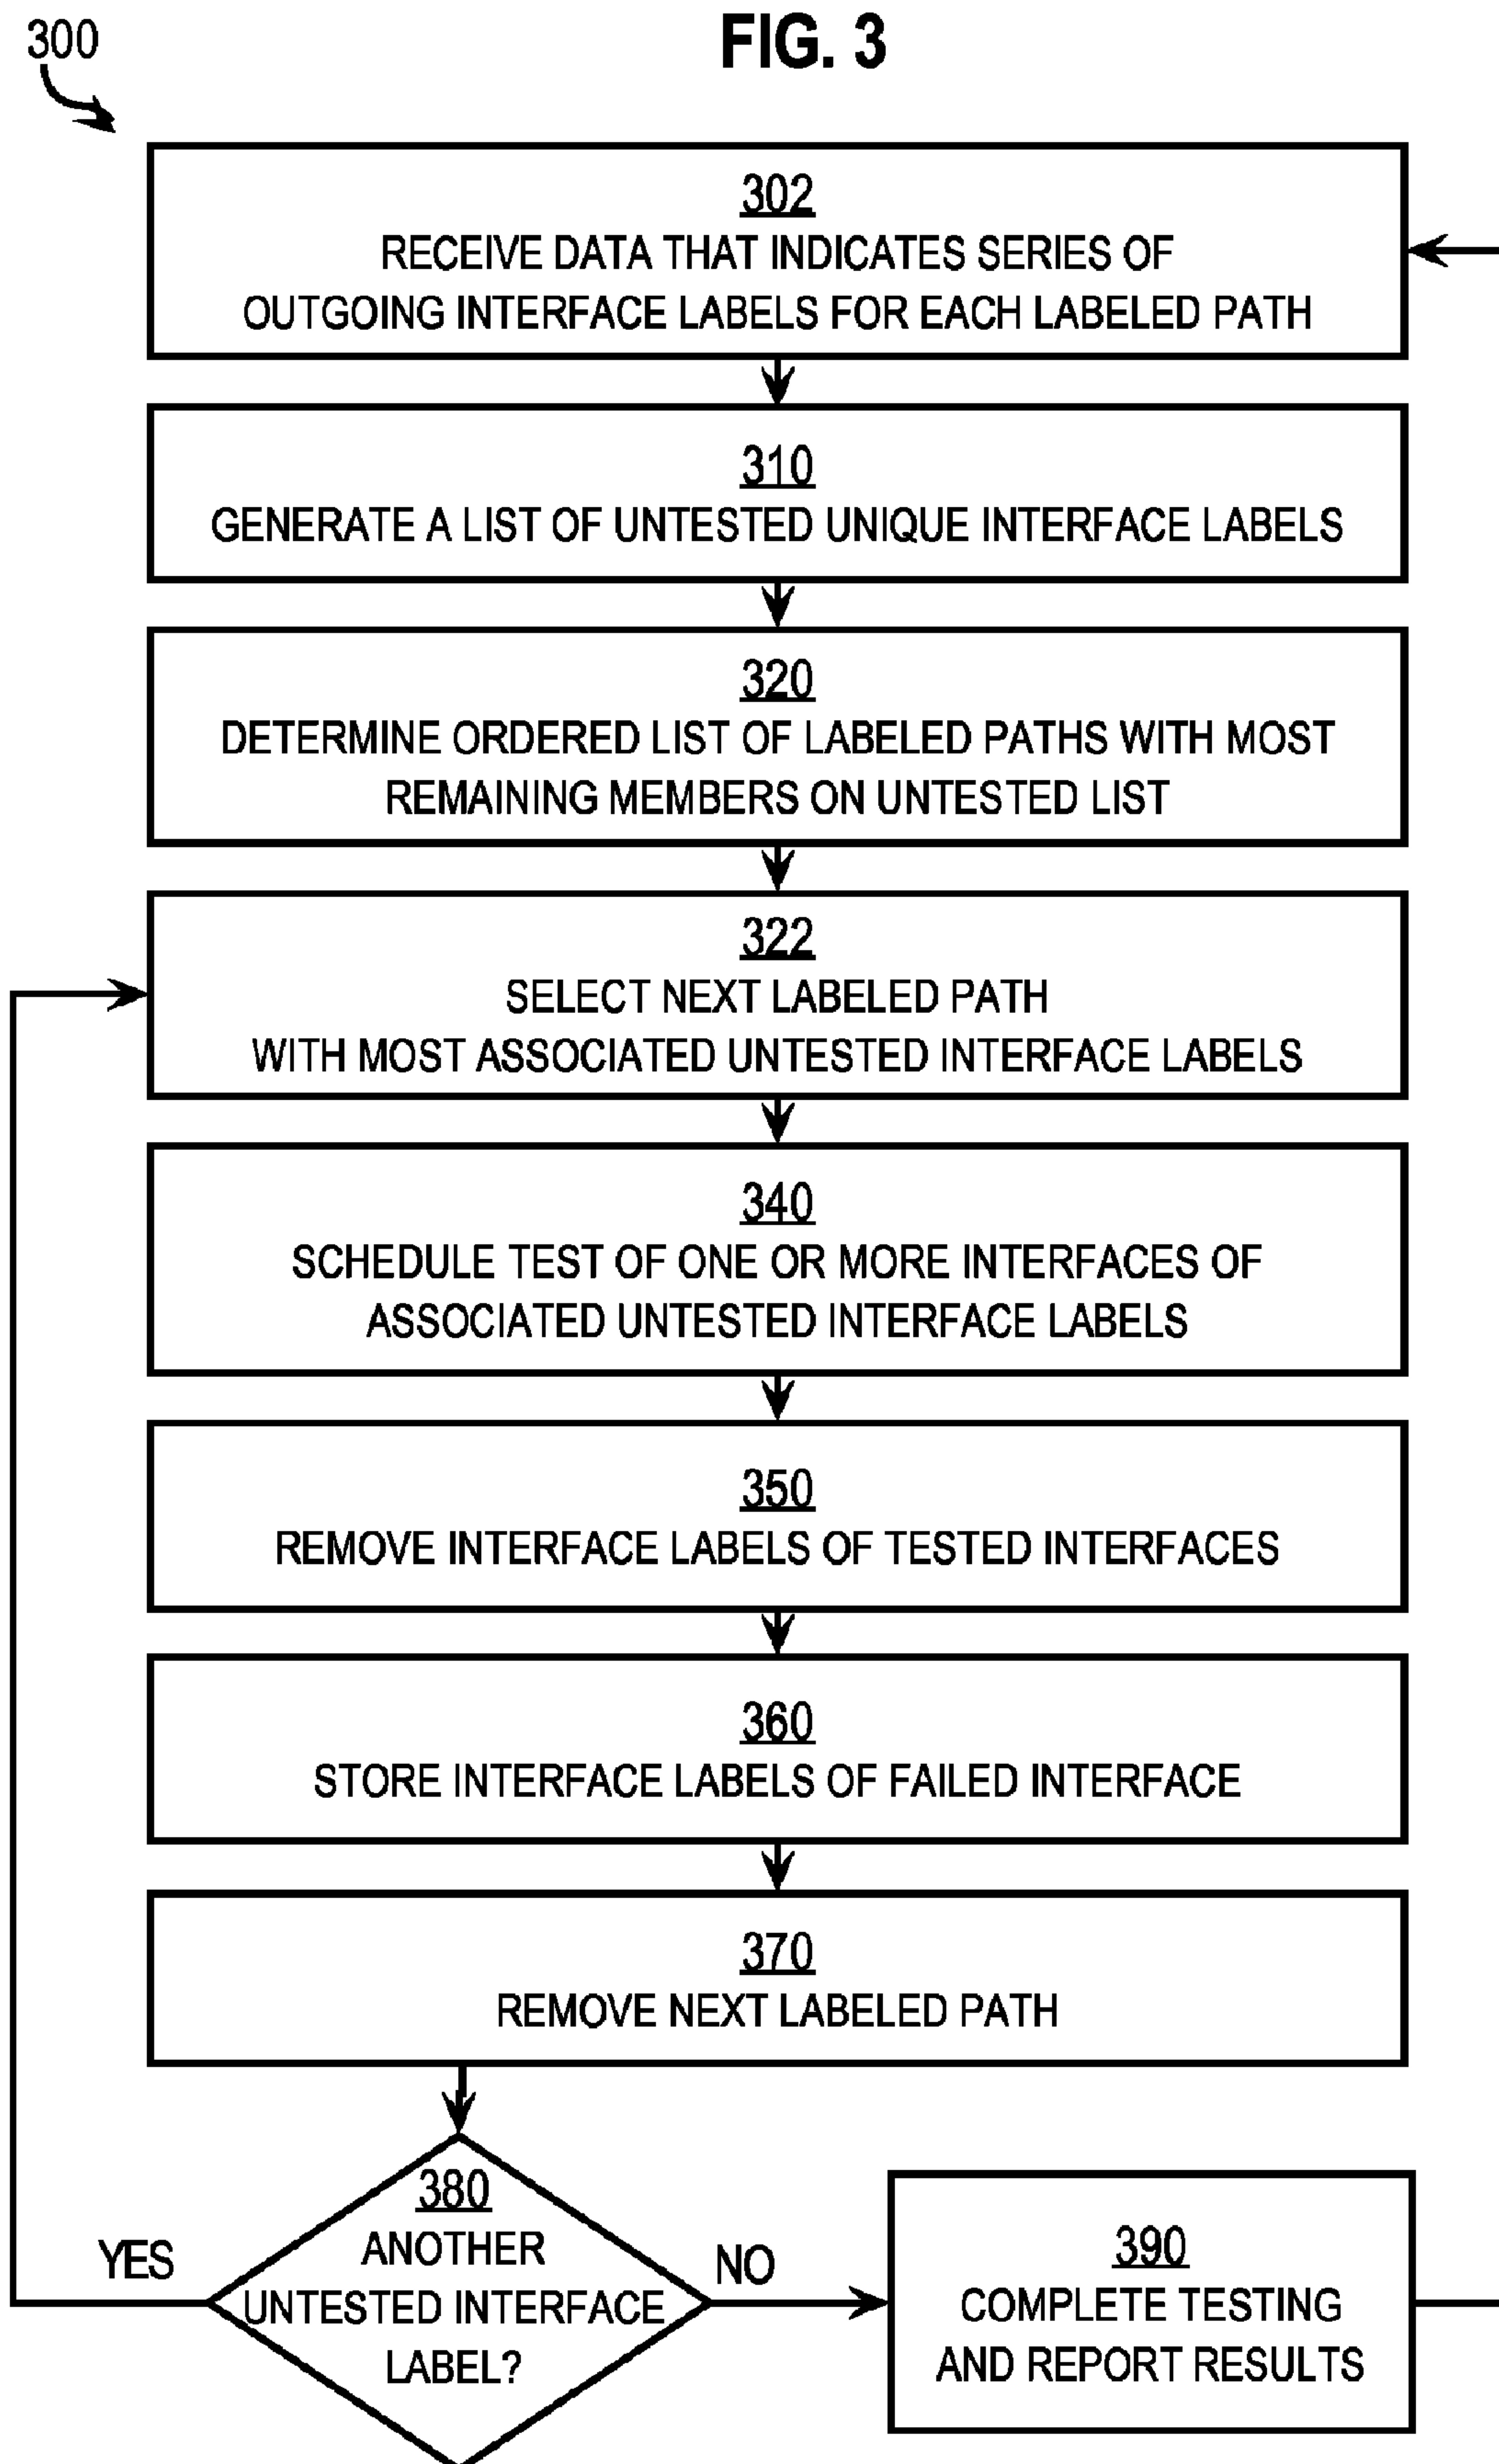 300
FIG. 3
302
RECEIVE DATA THAT INDICATES SERIES OF
OUTGOING INTERFACE LABELS FOR EACH LABELED PATH
310
GENERATE A LIST OF UNTESTED UNIQUE INTERFACE LABELS
320
DETERMINE ORDERED LIST OF LABELED PATHS WITH MOST
REMAINING MEMBERS ON UNTESTED LIST
322
SELECT NEXT LABELED PATH
WITH MOST ASSOCIATED UNTESTED INTERFACE LABELS
340
SCHEDULE TEST OF ONE OR MORE INTERFACES OF
ASSOCIATED UNTESTED INTERFACE LABELS
350
REMOVE INTERFACE LABELS OF TESTED INTERFACES
360
STORE INTERFACE LABELS OF FAILED INTERFACE
370
REMOVE NEXT LABELED PATH
380
ANOTHER
UNTESTED INTERFACE
LABEL?
YES
NO
390
COMPLETE TESTING
AND REPORT RESULTS